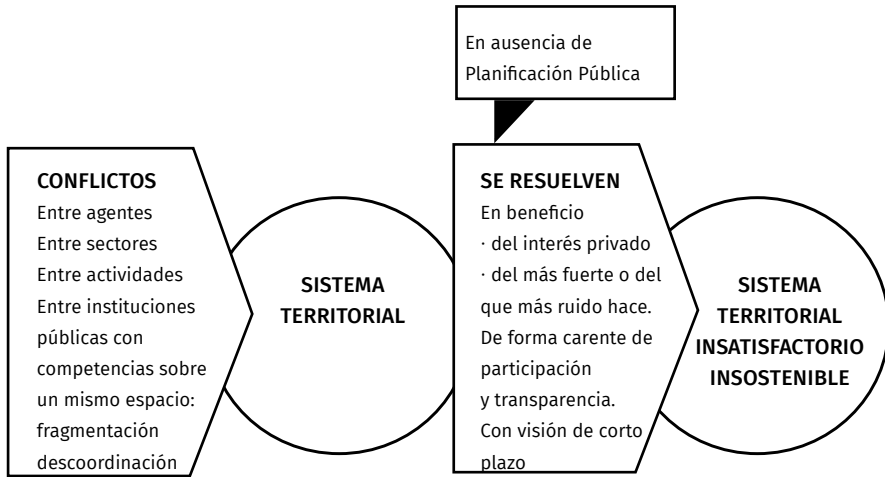 En ausencia de
Planificación Pública
CONFLICTOS
Entre agentes
Entre sectores
Entre actividades
Entre instituciones
públicas con
competencias sobre
un mismo espacio:
fragmentación
descoordinación
SISTEMA
TERRITORIAL
SE RESUELVEN
En beneficio
· del interés privado
· del más fuerte o del
que más ruido hace.
De forma carente de
participación
y transparencia.
Con visión de corto
plazo
SISTEMA
TERRITORIAL
INSATISFACTORIO
INSOSTENIBLE